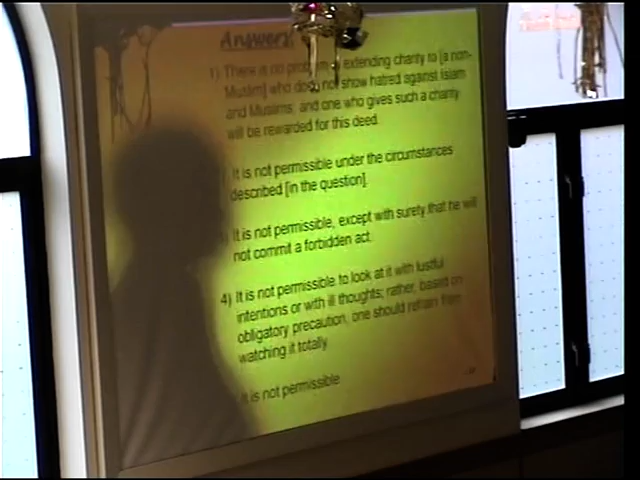 Answers:
1) There is no extending charity to [a non-
Muslim] who does not show hatred against Islam
and Muslims; and one who gives such a charity
will be rewarded for this deed.
It is not permissible under the circumstances
described [in the question].
It is not permissible, except with surety that he will
not commit a forbidden act.
4) It is not permissible to look at it with lustful
intentions or with ill thoughts; rather, based on
obligatory precaution, one should refrain from
watching it totally.
It is not permissible.